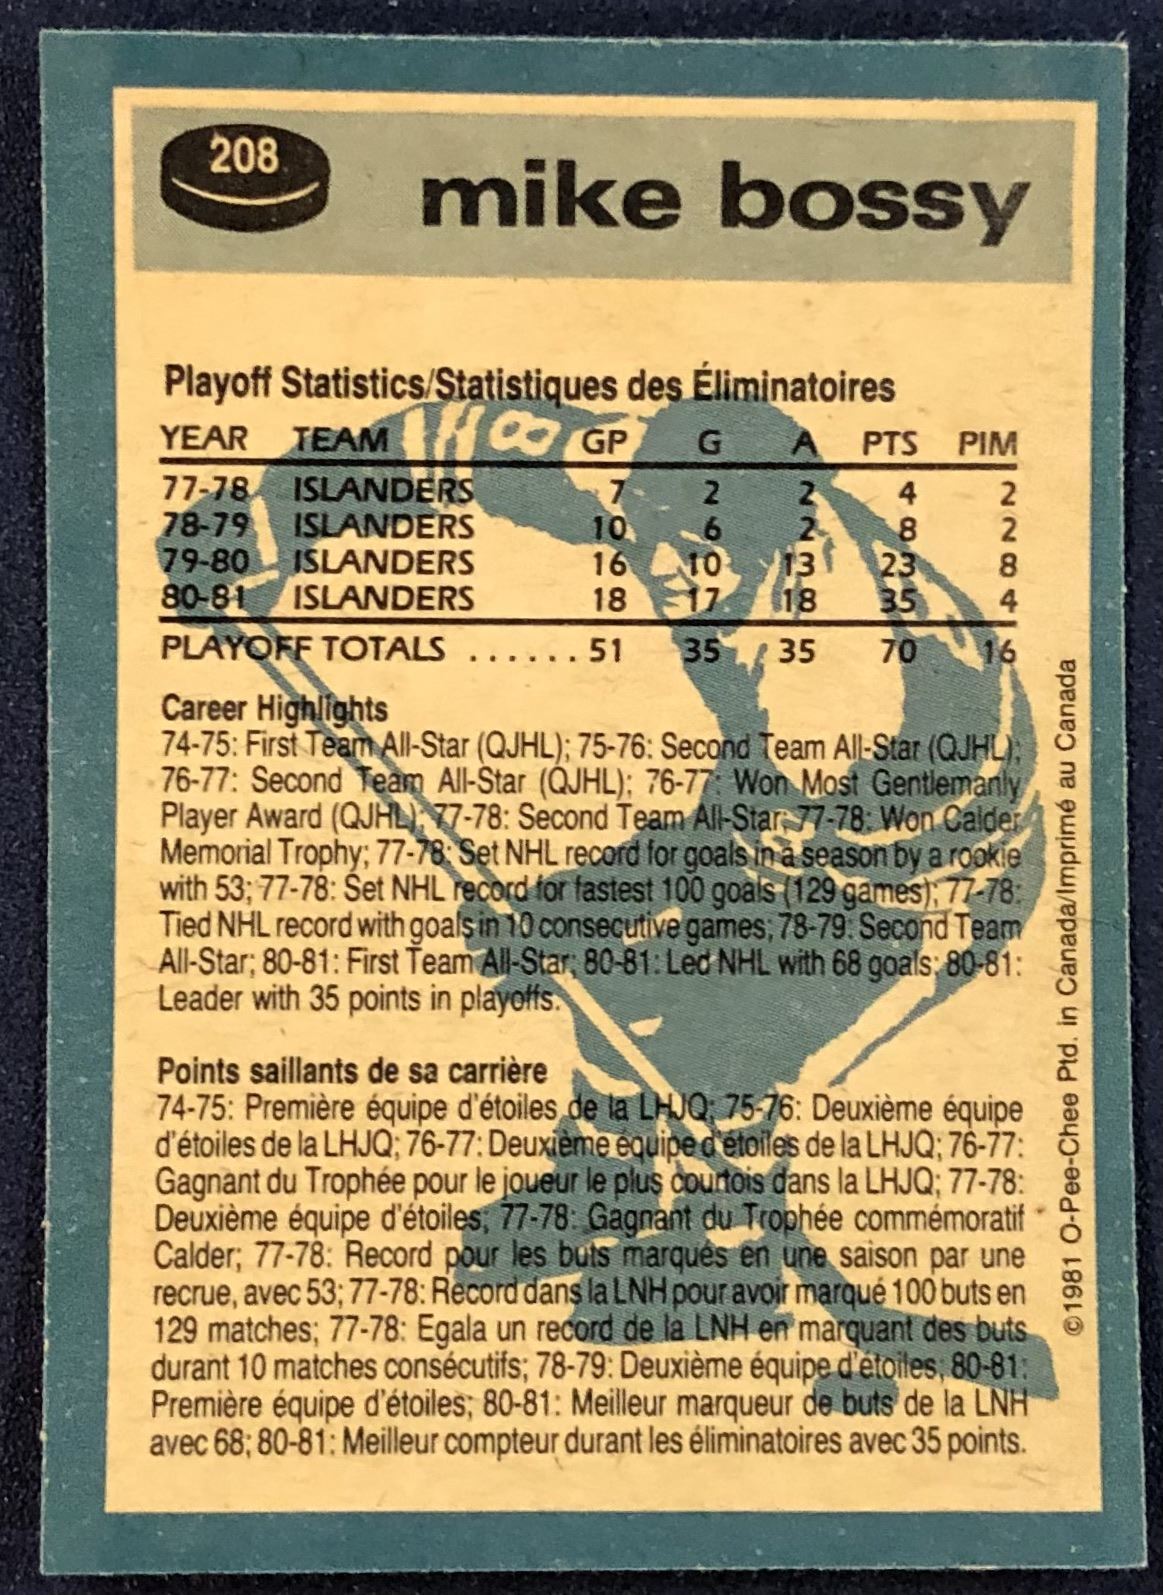 208
mike bossy
Playoff Statistics/Statistiques des Éliminatoires
YEAR TEAM GP G A PTS PIM
77-78 ISLANDERS 7 2 2 4 2
78-79 ISLANDERS 10 6 2 8 2
79-80 ISLANDERS 16 10 13 23 8
80-81 ISLANDERS 18 17 18 35 4
PLAYOFF TOTALS ...... 51 35 35 70 16
Career Highlights
74-75: First Team All-Star (QJHL); 75-76: Second Team All-Star (QJHL);
76-77: Second Team All-Star (QJHL); 76-77: Won Most Gentlemanly
Player Award (QJHL); 77-78: Second Team All-Star; 77-78: Won Calder
Memorial Trophy; 77-78: Set NHL record for goals in a season by a rookie
with 53; 77-78: Set NHL record for fastest 100 goals (129 games); 77-78:
Tied NHL record with goals in 10 consecutive games; 78-79: Second Team
All-Star; 80-81: First Team All-Star; 80-81: Led NHL with 68 goals; 80-81:
Leader with 35 points in playoffs.
Points saillants de sa carrière
74-75: Première équipe d'étoiles de la LHJQ; 75-76: Deuxième équipe
d'étoiles de la LHJQ; 76-77: Deuxième équipe d'étoiles de la LHJQ; 76-77:
Gagnant du Trophée pour le joueur le plus courtois dans la LHJQ; 77-78:
Deuxième équipe d'étoiles; 77-78: Gagnant du Trophée commémoratif
Calder; 77-78: Record pour les buts marqués en une saison par une
recrue, avec 53; 77-78: Record dans la LNH pour avoir marqué 100 buts en
129 matches; 77-78: Egala un record de la LNH en marquant des buts
durant 10 matches consécutifs; 78-79: Deuxième équipe d'étoiles; 80-81:
Première équipe d'étoiles; 80-81: Meilleur marqueur de buts de la LNH
avec 68; 80-81: Meilleur compteur durant les éliminatoires avec 35 points.
©1981 O-Pee-Chee Ptd. in Canada/Imprimé au Canada